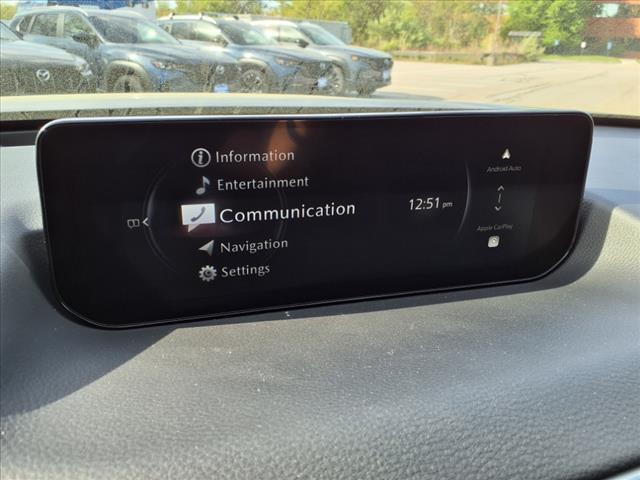 Information
Entertainment
Communication
Navigation
Settings
12:51 pm
Android Auto
Apple CarPlay